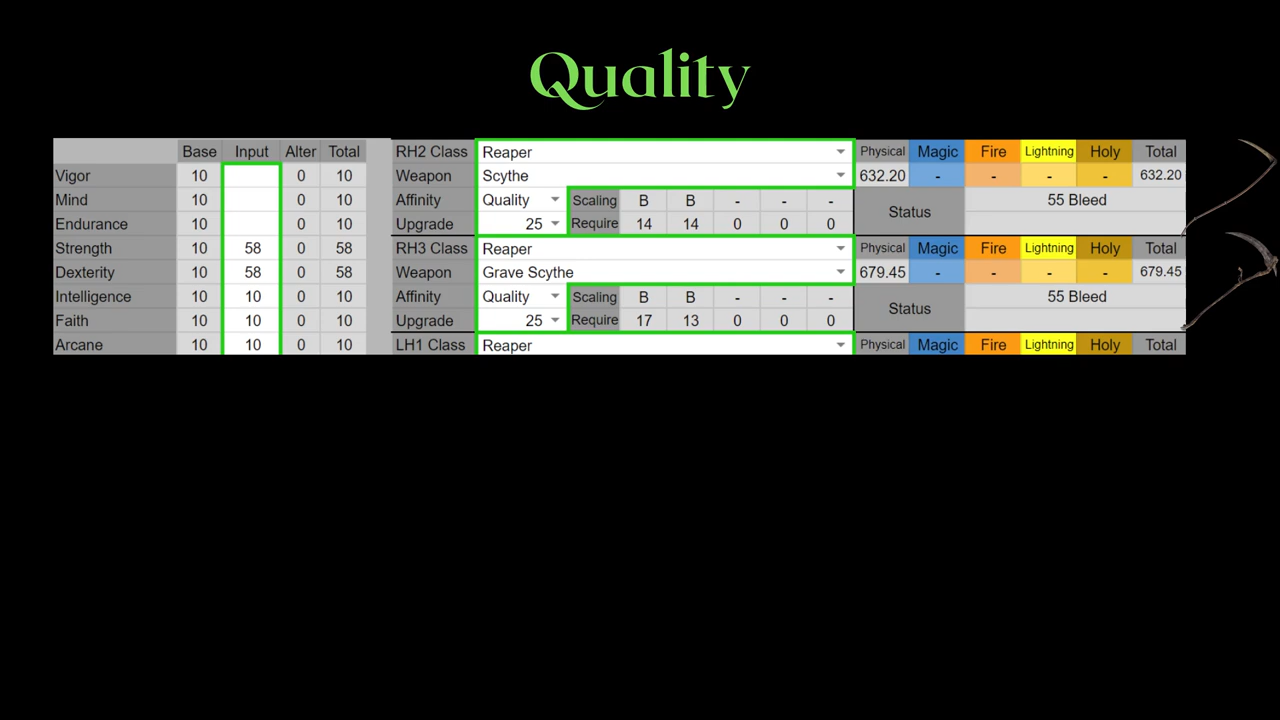 Quality
Base Input Alter Total
Vigor 10 0 10
Mind 10 0 10
Endurance 10 0 10
Strength 10 58 0 58
Dexterity 10 58 0 58
Intelligence 10 10 0 10
Faith 10 10 0 10
Arcane 10 10 0 10
RH2 Class Reaper Physical Magic Fire Lightning Holy Total
Weapon Scythe 632.20 - - - - 632.20
Affinity Quality Scaling B B - - - Status 55 Bleed
Upgrade 25 Require 14 14 0 0 0
RH3 Class Reaper Physical Magic Fire Lightning Holy Total
Weapon Grave Scythe 679.45 - - - - 679.45
Affinity Quality Scaling B B - - - Status 55 Bleed
Upgrade 25 Require 17 13 0 0 0
LH1 Class Reaper Physical Magic Fire Lightning Holy Total